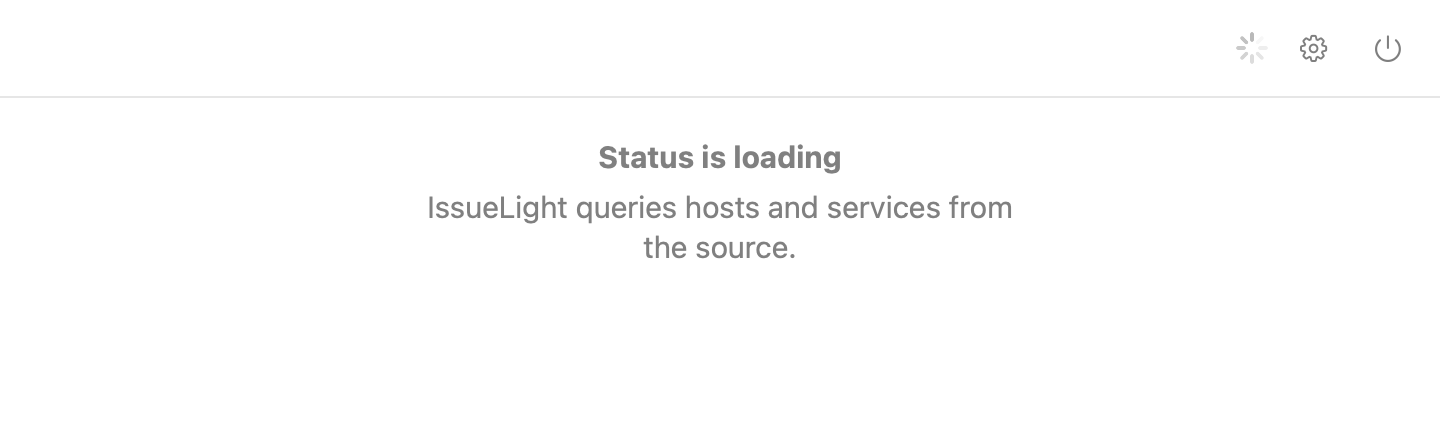 Status is loading
IssueLight queries hosts and services from
the source.